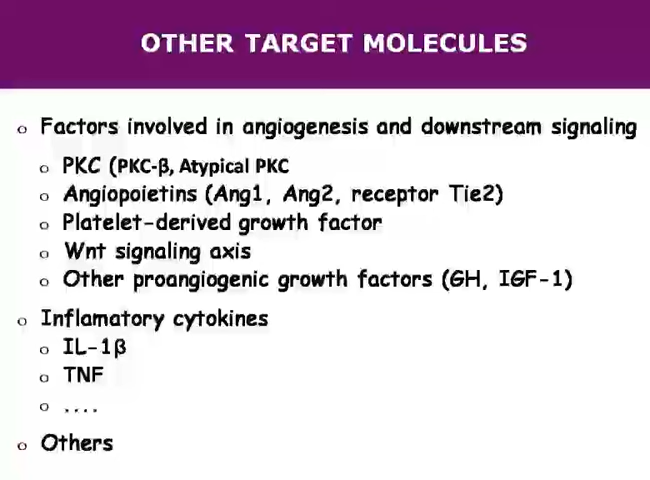 OTHER TARGET MOLECULES
o Factors involved in angiogenesis and downstream signaling
o PKC (PKC-β, Atypical PKC
o Angiopoietins (Ang1, Ang2, receptor Tie2)
o Platelet-derived growth factor
o Wnt signaling axis
o Other proangiogenic growth factors (GH, IGF-1)
o Inflamatory cytokines
o IL-1β
o TNF
o ....
o Others